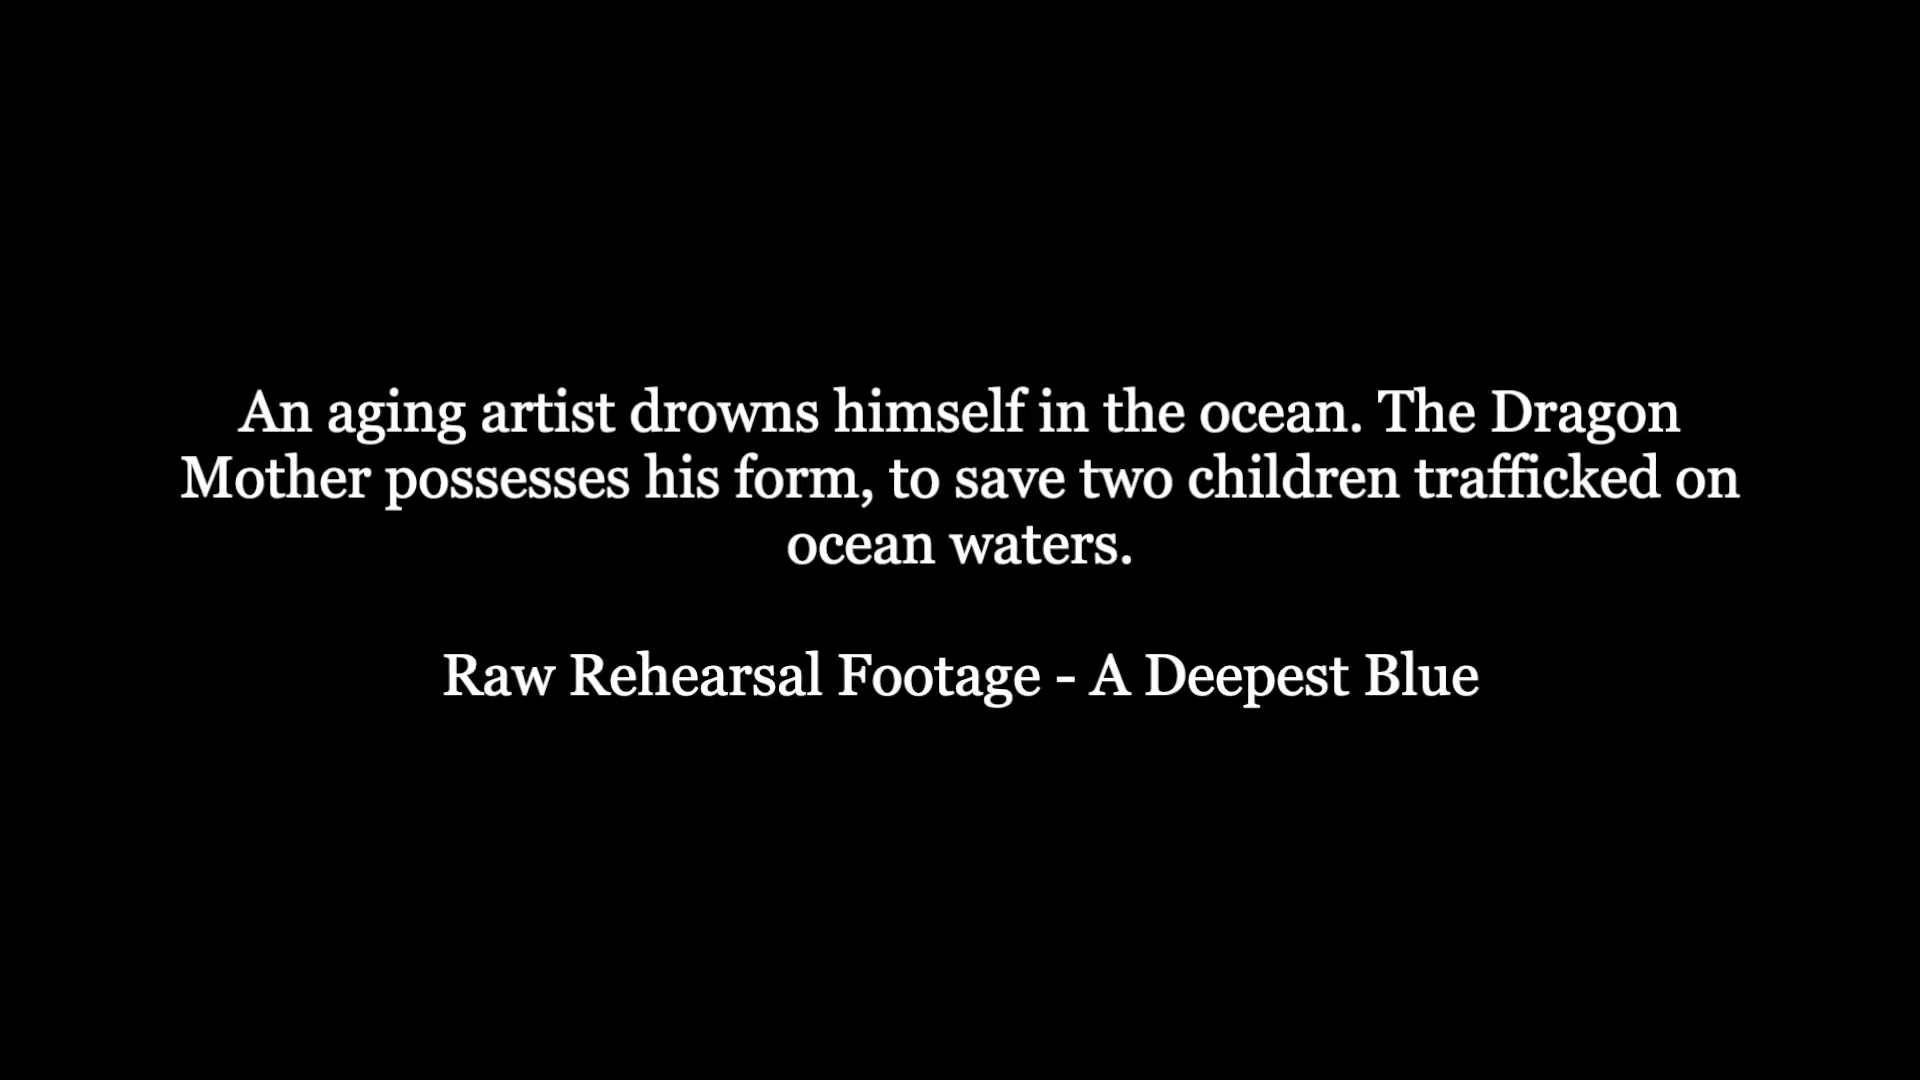 An aging artist drowns himself in the ocean. The Dragon
Mother possesses his form, to save two children trafficked on
ocean waters.
Raw Rehearsal Footage - A Deepest Blue